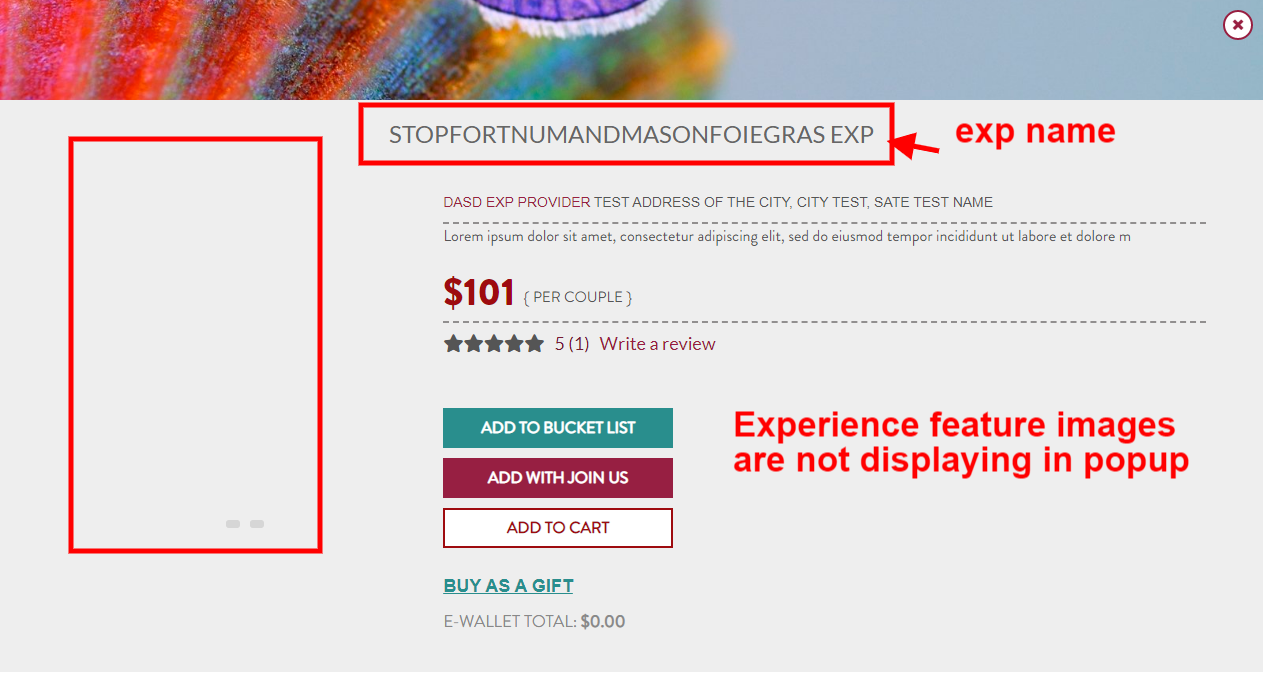 STOPFORTNUMANDMASONFOIEGRAS EXP
exp name
DASD EXP PROVIDER TEST ADDRESS OF THE CITY, CITY TEST, SATE TEST NAME
Lorem ipsum dolor sit amet, consectetur adipiscing elit, sed do eiusmod tempor incididunt ut labore et dolore m
$101 { PER COUPLE }
5 (1) Write a review
ADD TO BUCKET LIST
ADD WITH JOIN US
ADD TO CART
Experience feature images
are not displaying in popup
BUY AS A GIFT
E-WALLET TOTAL: $0.00